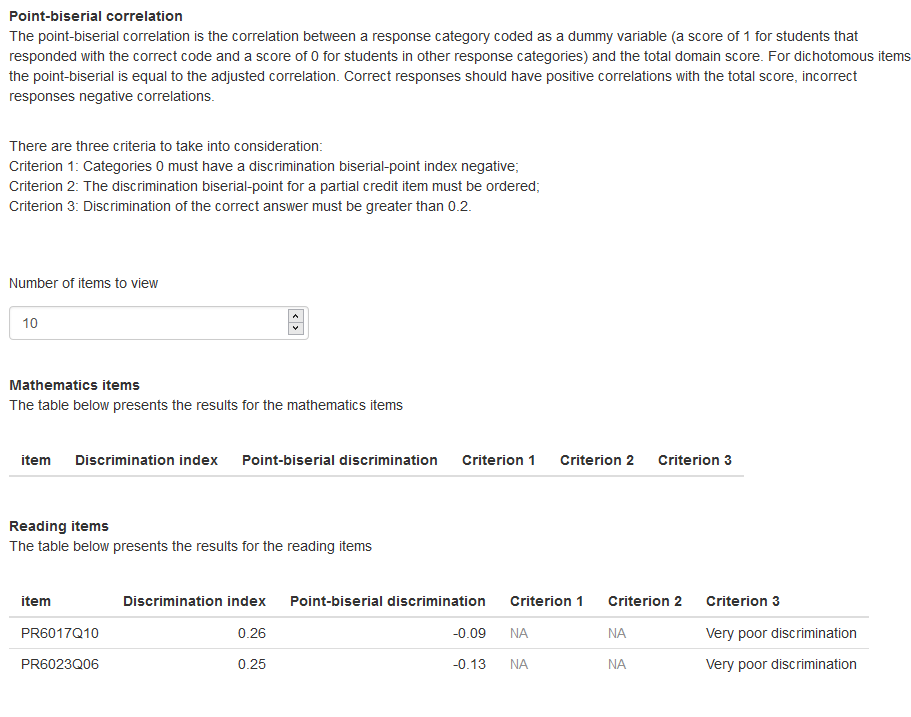 Point-biserial correlation
The point-biserial correlation is the correlation between a response category coded as a dummy variable (a score of 1 for students that
responded with the correct code and a score of 0 for students in other response categories) and the total domain score. For dichotomous items
the point-biserial is equal to the adjusted correlation. Correct responses should have positive correlations with the total score, incorrect
responses negative correlations.
There are three criteria to take into consideration:
Criterion 1: Categories 0 must have a discrimination biserial-point index negative;
Criterion 2: The discrimination biserial-point for a partial credit item must be ordered;
Criterion 3: Discrimination of the correct answer must be greater than 0.2.
Number of items to view
10
Mathematics items
The table below presents the results for the mathematics items
item Discrimination index Point-biserial discrimination Criterion 1 Criterion 2 Criterion 3
Reading items
The table below presents the results for the reading items
item Discrimination index Point-biserial discrimination Criterion 1 Criterion 2 Criterion 3
PR6017Q10 0.26 -0.09 NA NA Very poor discrimination
PR6023Q06 0.25 -0.13 NA NA Very poor discrimination